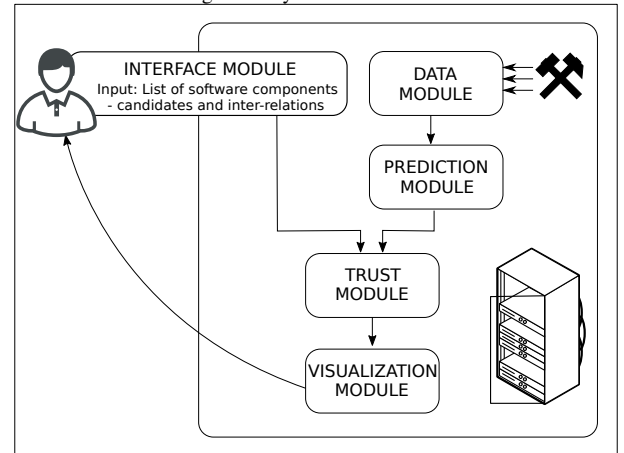 INTERFACE MODULE
Input: List of software components
- candidates and inter-relations
DATA
MODULE
PREDICTION
MODULE
TRUST
MODULE
VISUALIZATION
MODULE